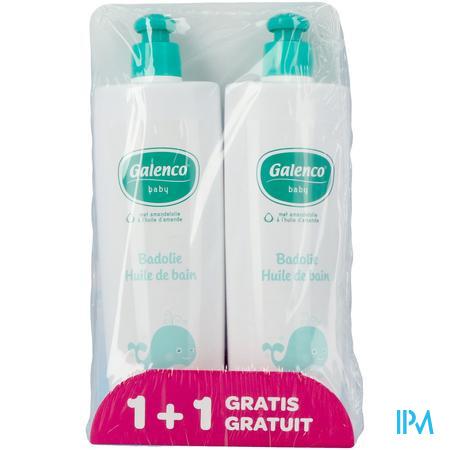 Galenco
baby
met amandelolie
à l'huile d'amande
Badolie
Huile de bain
Galenco
baby
met amandelolie
à l'huile d'amande
Badolie
Huile de bain
1+1 GRATIS
GRATUIT
IPM